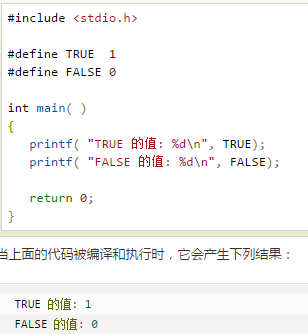 #include <stdio.h>
#define TRUE  1
#define FALSE 0
int main( )
{
   printf( "TRUE 的值: %d\n", TRUE);
   printf( "FALSE 的值: %d\n", FALSE);
   return 0;
}
当上面的代码被编译和执行时，它会产生下列结果：
TRUE 的值: 1
FALSE 的值: 0